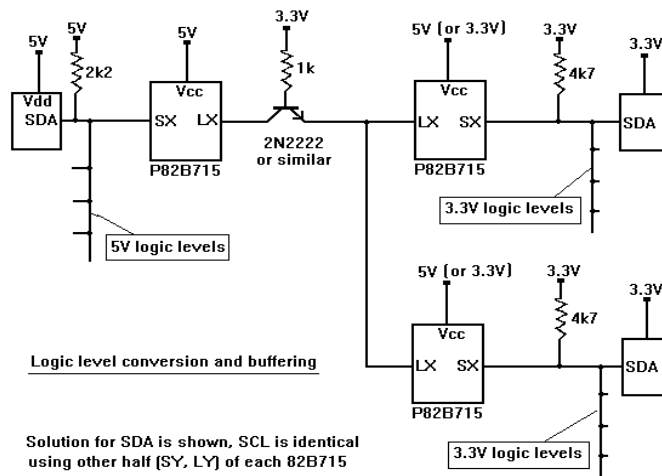 5V
5V
2k2
Vdd
SDA
5V
Vcc
SX
LX
P82B715
3.3V
1k
2N2222
or similar
5V (or 3.3V)
Vcc
LX
SX
P82B715
3.3V
4k7
3.3V
SDA
5V logic levels
3.3V logic levels
5V (or 3.3V)
Vcc
LX
SX
P82B715
3.3V
4k7
3.3V
SDA
3.3V logic levels
Logic level conversion and buffering
Solution for SDA is shown, SCL is identical
using other half (SY, LY) of each 82B715